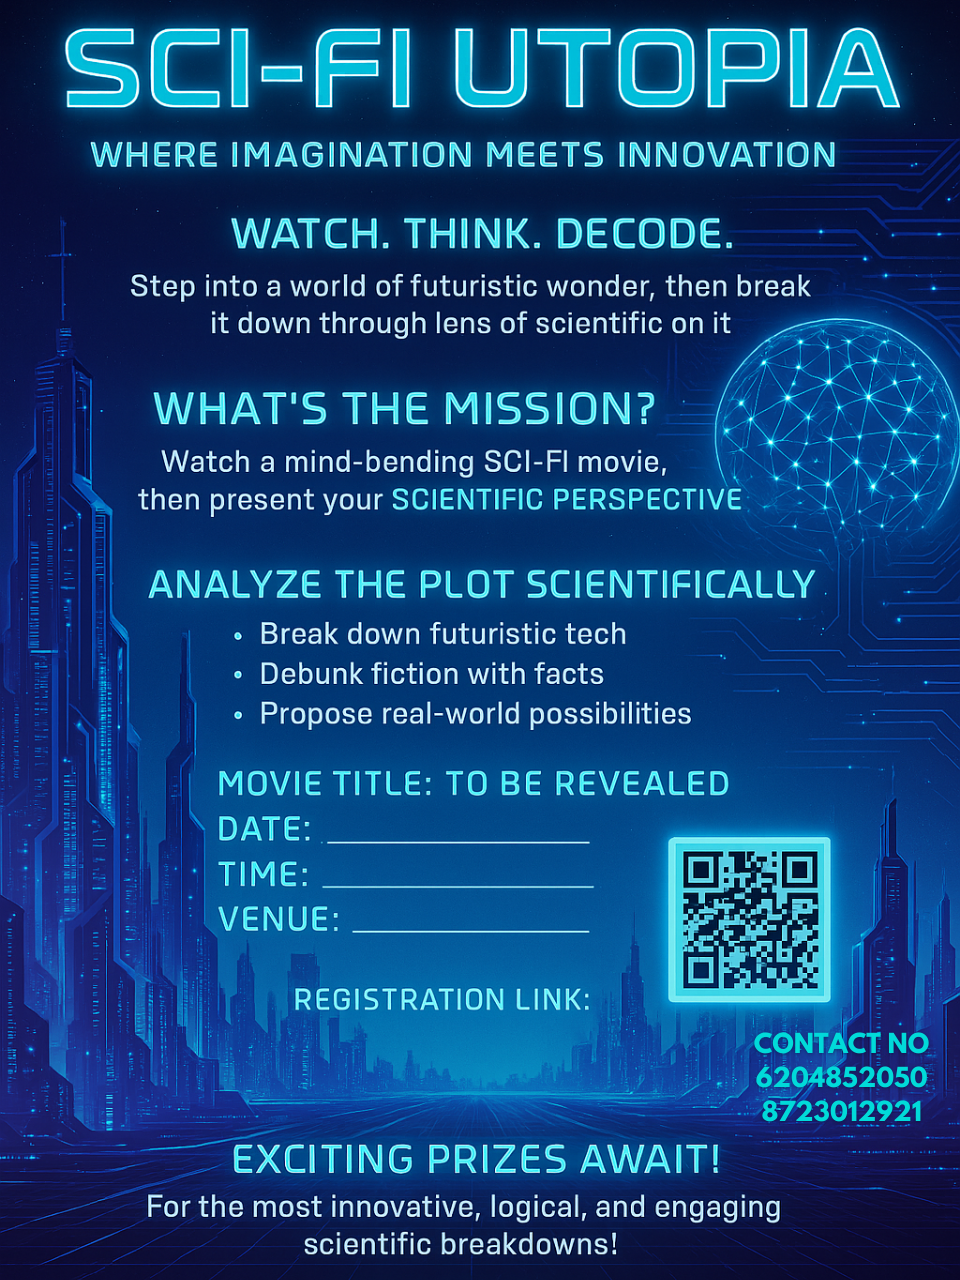 SCI-FI UTOPIA
WHERE IMAGINATION MEETS INNOVATION
WATCH. THINK. DECODE.
Step into a world of futuristic wonder, then break
it down through lens of scientific on it
WHAT'S THE MISSION?
Watch a mind-bending SCI-FI movie,
then present your SCIENTIFIC PERSPECTIVE
ANALYZE THE PLOT SCIENTIFICALLY
• Break down futuristic tech
• Debunk fiction with facts
• Propose real-world possibilities
MOVIE TITLE: TO BE REVEALED
DATE: ____________
TIME: ____________
VENUE: ____________
REGISTRATION LINK:
CONTACT NO
6204852050
8723012921
EXCITING PRIZES AWAIT!
For the most innovative, logical, and engaging
scientific breakdowns!